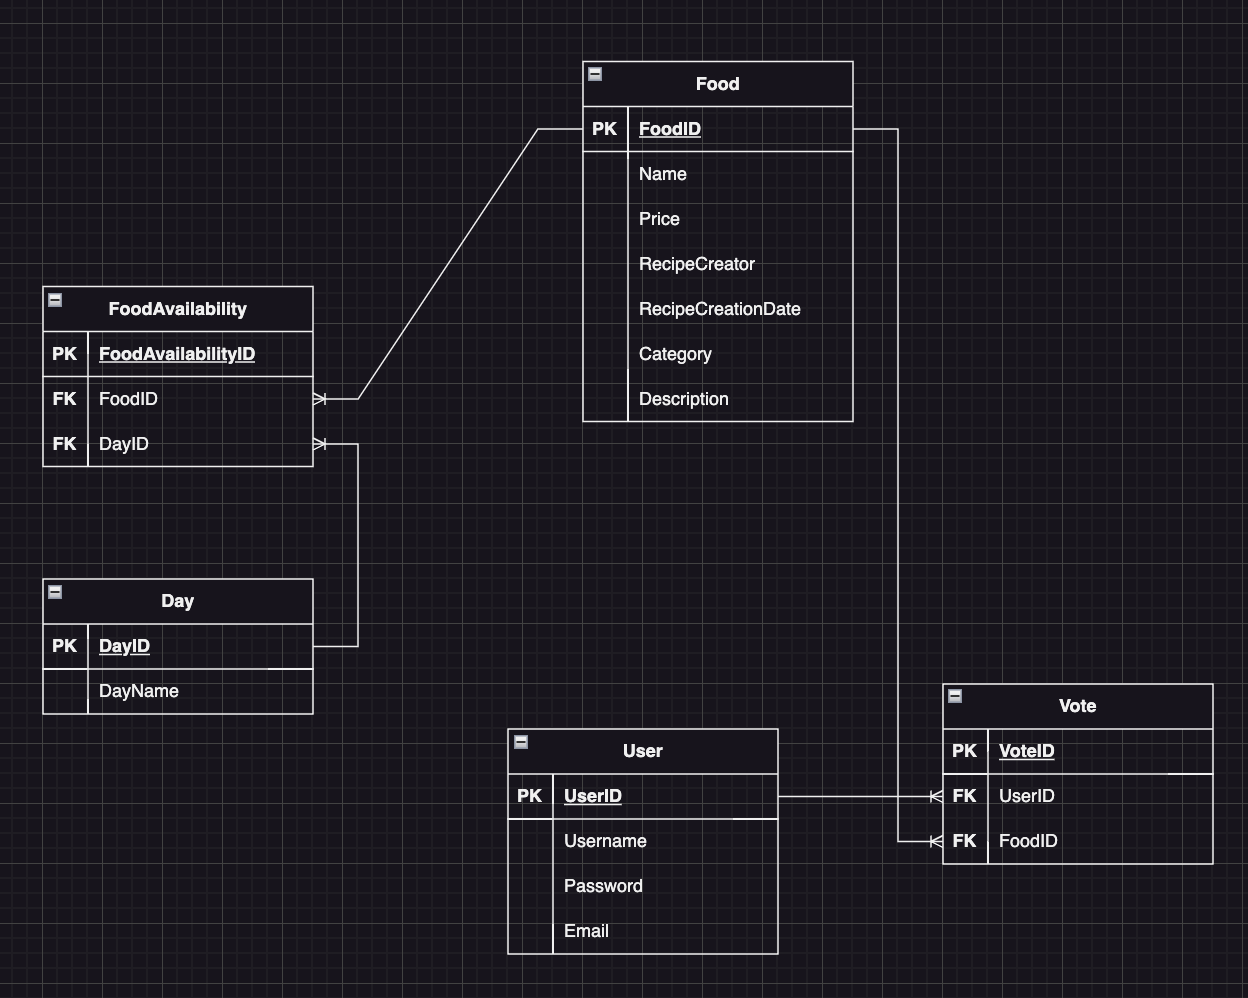 Food
PK FoodID
Name
Price
RecipeCreator
RecipeCreationDate
Category
Description
FoodAvailability
PK FoodAvailabilityID
FK FoodID
FK DayID
Day
PK DayID
DayName
User
PK UserID
Username
Password
Email
Vote
PK VoteID
FK UserID
FK FoodID